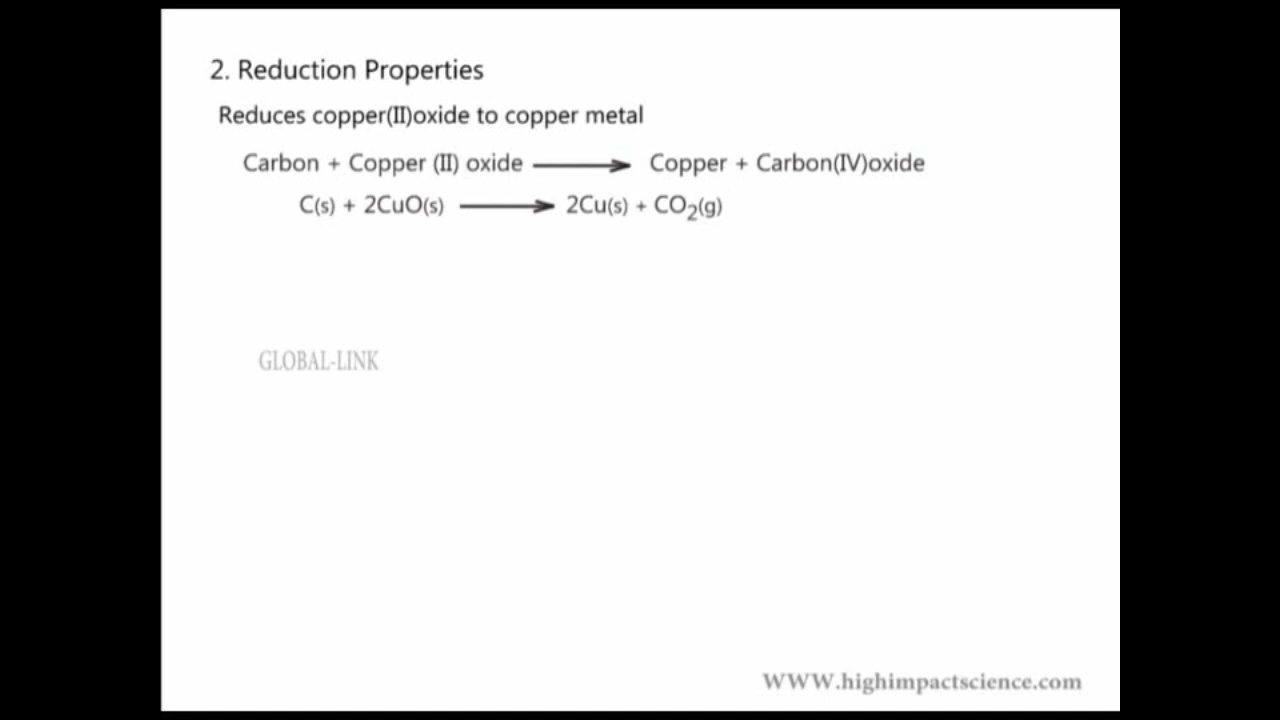 2. Reduction Properties
Reduces copper(II)oxide to copper metal
Carbon + Copper (II) oxide ⟶ Copper + Carbon(IV)oxide
C(s) + 2CuO(s) ⟶ 2Cu(s) + CO₂(g)
GLOBAL-LINK
WWW.highimpactscience.com